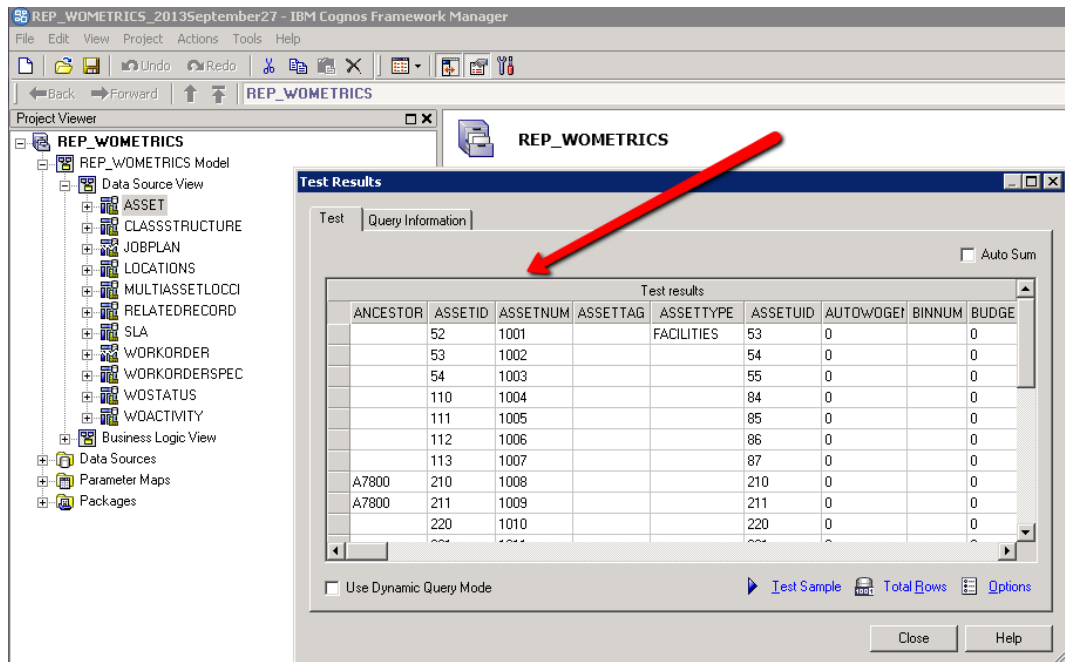 REP_WOMETRICS_2013September27 - IBM Cognos Framework Manager
File Edit View Project Actions Tools Help
Undo Redo
Back Forward REP_WOMETRICS
Project Viewer
REP_WOMETRICS
REP_WOMETRICS Model
Data Source View
ASSET
CLASSSTRUCTURE
JOBPLAN
LOCATIONS
MULTIASSETLOCCI
RELATEDRECORD
SLA
WORKORDER
WORKORDERSPEC
WOSTATUS
WOACTIVITY
Business Logic View
Data Sources
Parameter Maps
Packages
REP_WOMETRICS
Test Results
Test Query Information
Auto Sum
Test results
ANCESTOR ASSETID ASSETNUM ASSETTAG ASSETTYPE ASSETUID AUTOWOGEN BINNUM BUDGE
52 1001 FACILITIES 53 0 0
53 1002 54 0 0
54 1003 55 0 0
110 1004 84 0 0
111 1005 85 0 0
112 1006 86 0 0
113 1007 87 0 0
A7800 210 1008 210 0 0
A7800 211 1009 211 0 0
220 1010 220 0 0
Use Dynamic Query Mode Test Sample Total Rows Options
Close Help